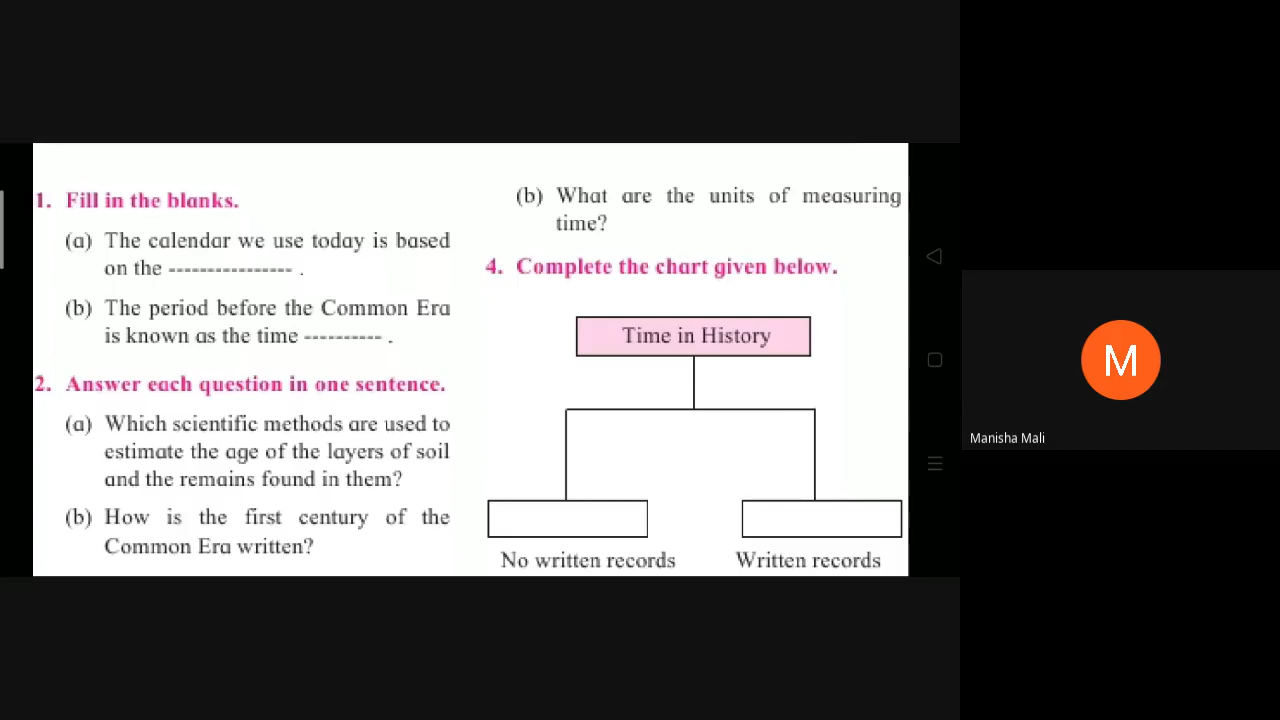 1. Fill in the blanks.
(a) The calendar we use today is based
on the ---------------- .
(b) The period before the Common Era
is known as the time ---------- .
2. Answer each question in one sentence.
(a) Which scientific methods are used to
estimate the age of the layers of soil
and the remains found in them?
(b) How is the first century of the
Common Era written?
(b) What are the units of measuring
time?
4. Complete the chart given below.
Time in History
No written records
Written records
M
Manisha Mali